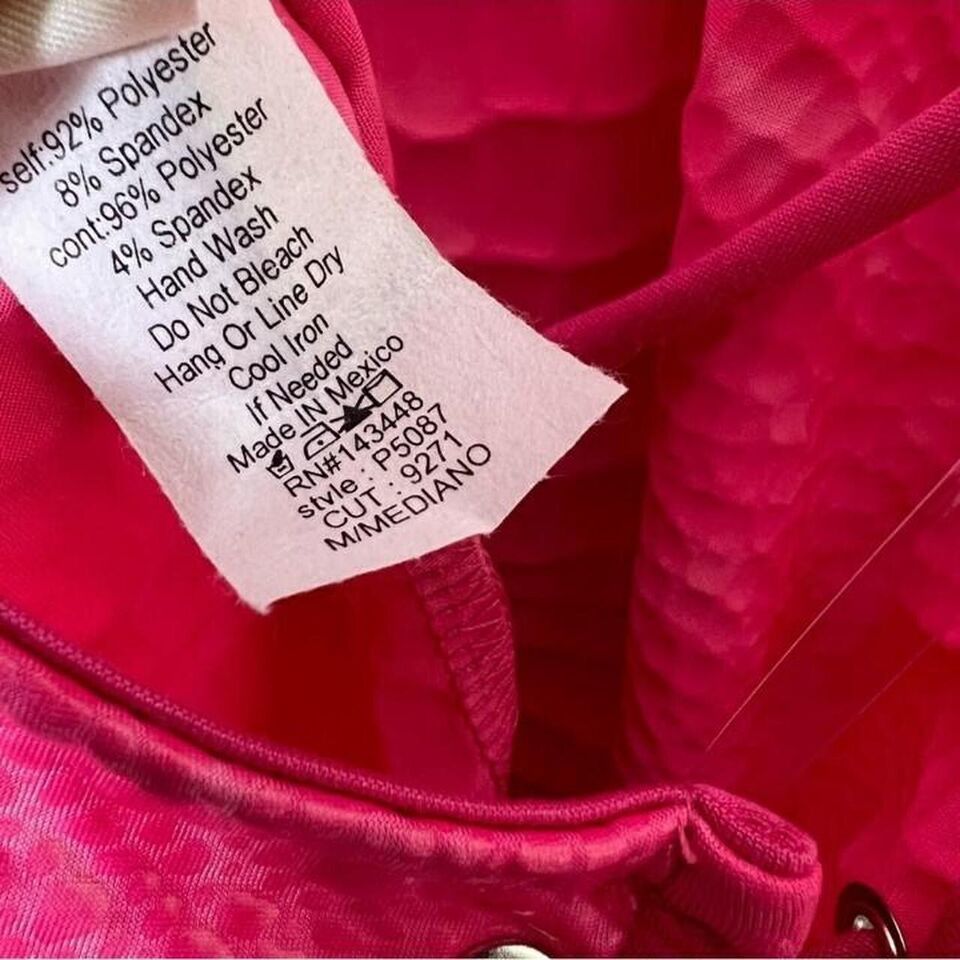 self:92% Polyester
8% Spandex
cont:96% Polyester
4% Spandex
Hand Wash
Do Not Bleach
Hang Or Line Dry
Cool Iron
If Needed
Made IN Mexico
RN#143448
style : P5087
CUT : 9271
M/MEDIANO